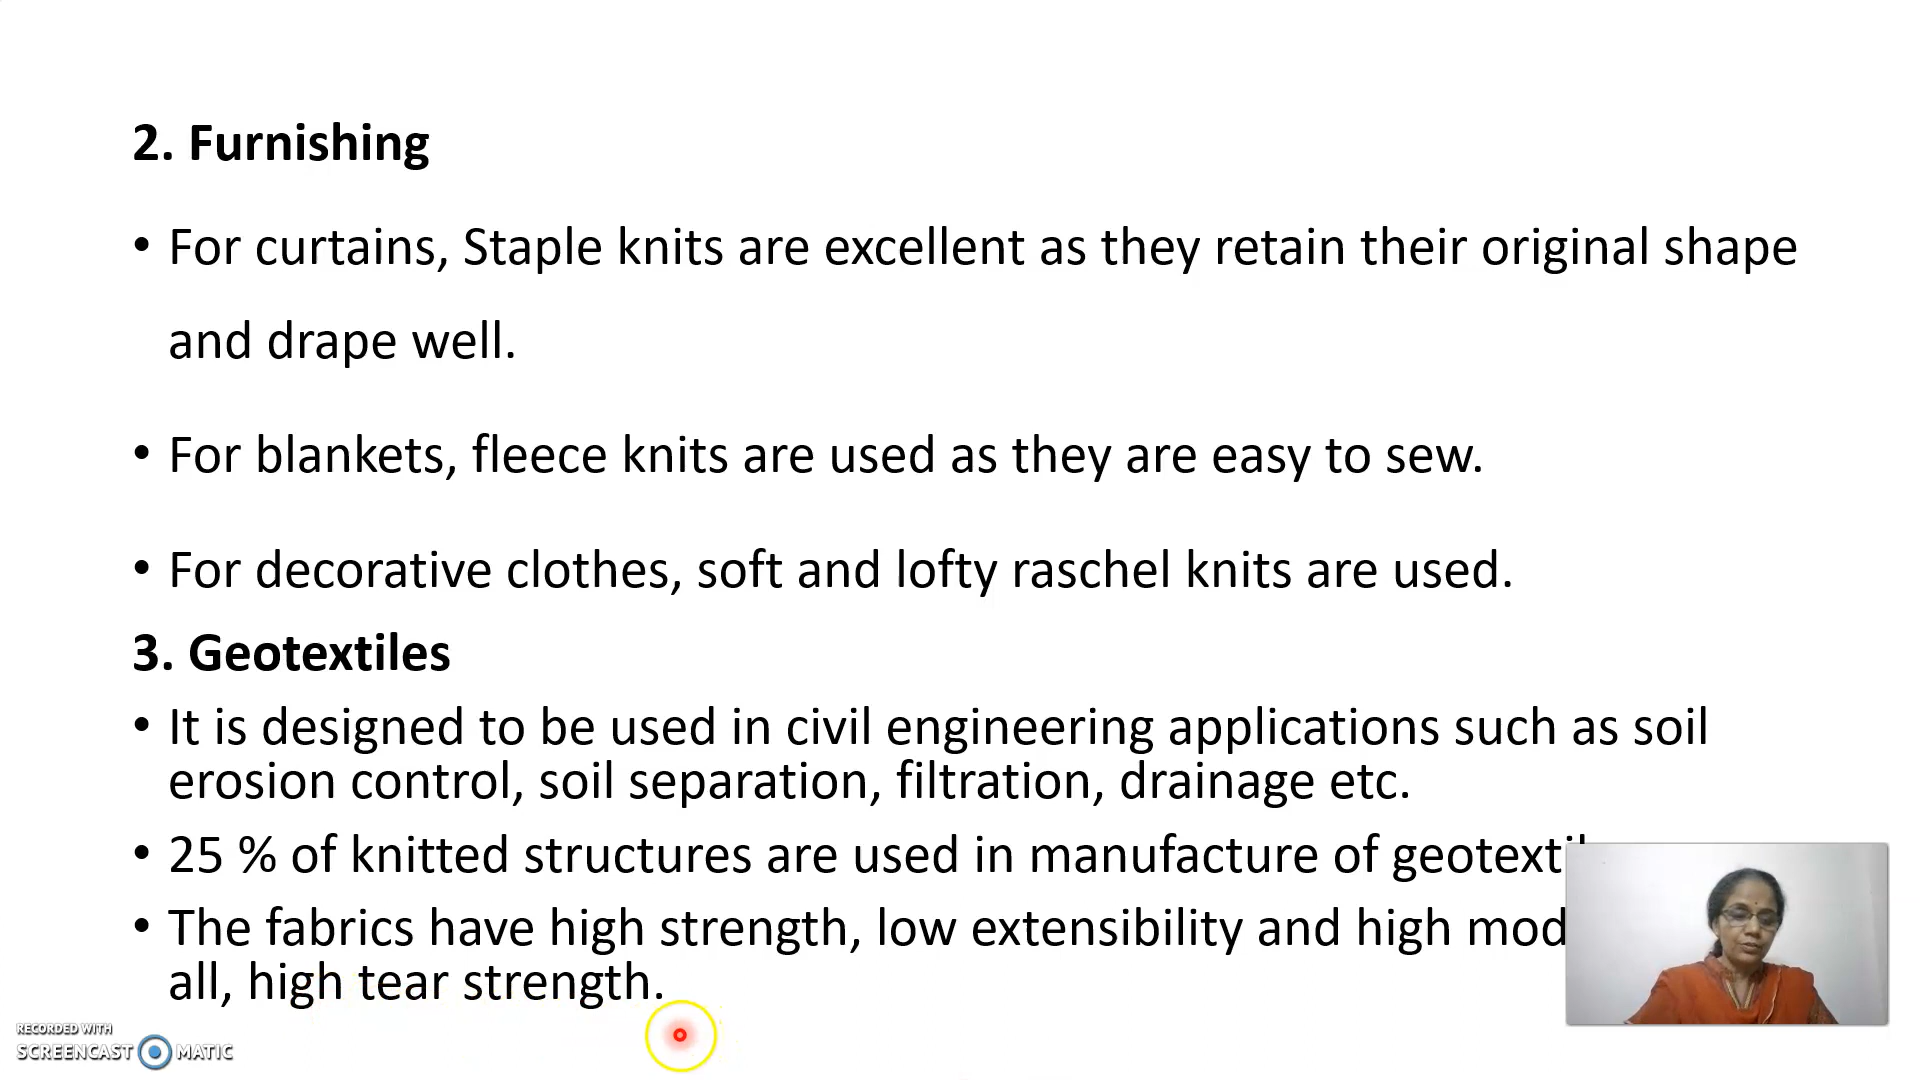 2. Furnishing
• For curtains, Staple knits are excellent as they retain their original shape
and drape well.
• For blankets, fleece knits are used as they are easy to sew.
• For decorative clothes, soft and lofty raschel knits are used.
3. Geotextiles
• It is designed to be used in civil engineering applications such as soil
erosion control, soil separation, filtration, drainage etc.
• 25 % of knitted structures are used in manufacture of
• The fabrics have high strength, low extensibility and high
all, high tear strength.
RECORDED WITH
SCREENCAST MATIC